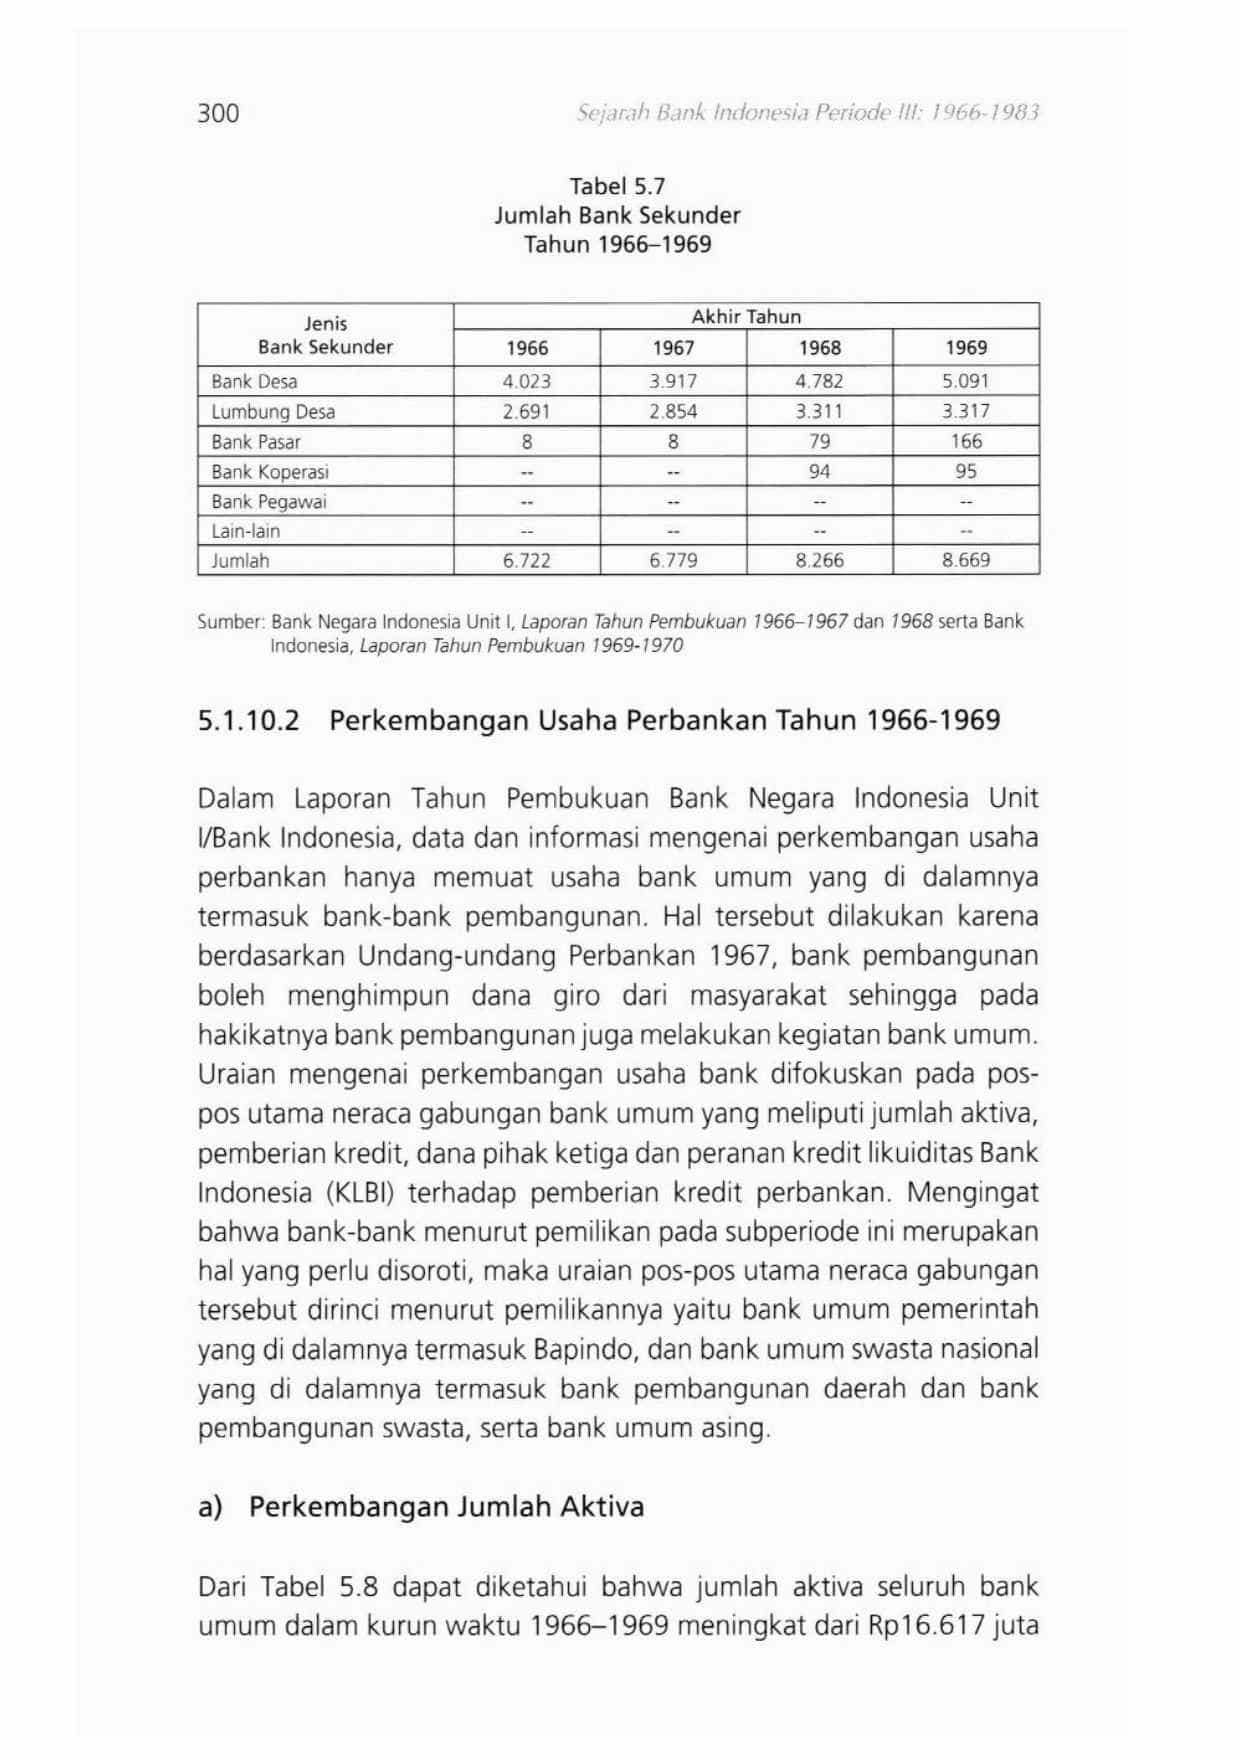 300
Sejarah Bank Indonesia Periode III: 1966-1983
Tabel 5.7
Jumlah Bank Sekunder
Tahun 1966–1969
Jenis Bank Sekunder | Akhir Tahun
1966 | 1967 | 1968 | 1969
Bank Desa | 4.023 | 3.917 | 4.782 | 5.091
Lumbung Desa | 2.691 | 2.854 | 3.311 | 3.317
Bank Pasar | 8 | 8 | 79 | 166
Bank Koperasi | -- | -- | 94 | 95
Bank Pegawai | -- | -- | -- | --
Lain-lain | -- | -- | -- | --
Jumlah | 6.722 | 6.779 | 8.266 | 8.669
Sumber: Bank Negara Indonesia Unit I, Laporan Tahun Pembukuan 1966–1967 dan 1968 serta Bank
Indonesia, Laporan Tahun Pembukuan 1969-1970
5.1.10.2 Perkembangan Usaha Perbankan Tahun 1966-1969
Dalam Laporan Tahun Pembukuan Bank Negara Indonesia Unit
I/Bank Indonesia, data dan informasi mengenai perkembangan usaha
perbankan hanya memuat usaha bank umum yang di dalamnya
termasuk bank-bank pembangunan. Hal tersebut dilakukan karena
berdasarkan Undang-undang Perbankan 1967, bank pembangunan
boleh menghimpun dana giro dari masyarakat sehingga pada
hakikatnya bank pembangunan juga melakukan kegiatan bank umum.
Uraian mengenai perkembangan usaha bank difokuskan pada pos-
pos utama neraca gabungan bank umum yang meliputi jumlah aktiva,
pemberian kredit, dana pihak ketiga dan peranan kredit likuiditas Bank
Indonesia (KLBI) terhadap pemberian kredit perbankan. Mengingat
bahwa bank-bank menurut pemilikan pada subperiode ini merupakan
hal yang perlu disoroti, maka uraian pos-pos utama neraca gabungan
tersebut dirinci menurut pemilikannya yaitu bank umum pemerintah
yang di dalamnya termasuk Bapindo, dan bank umum swasta nasional
yang di dalamnya termasuk bank pembangunan daerah dan bank
pembangunan swasta, serta bank umum asing.
a) Perkembangan Jumlah Aktiva
Dari Tabel 5.8 dapat diketahui bahwa jumlah aktiva seluruh bank
umum dalam kurun waktu 1966–1969 meningkat dari Rp16.617 juta